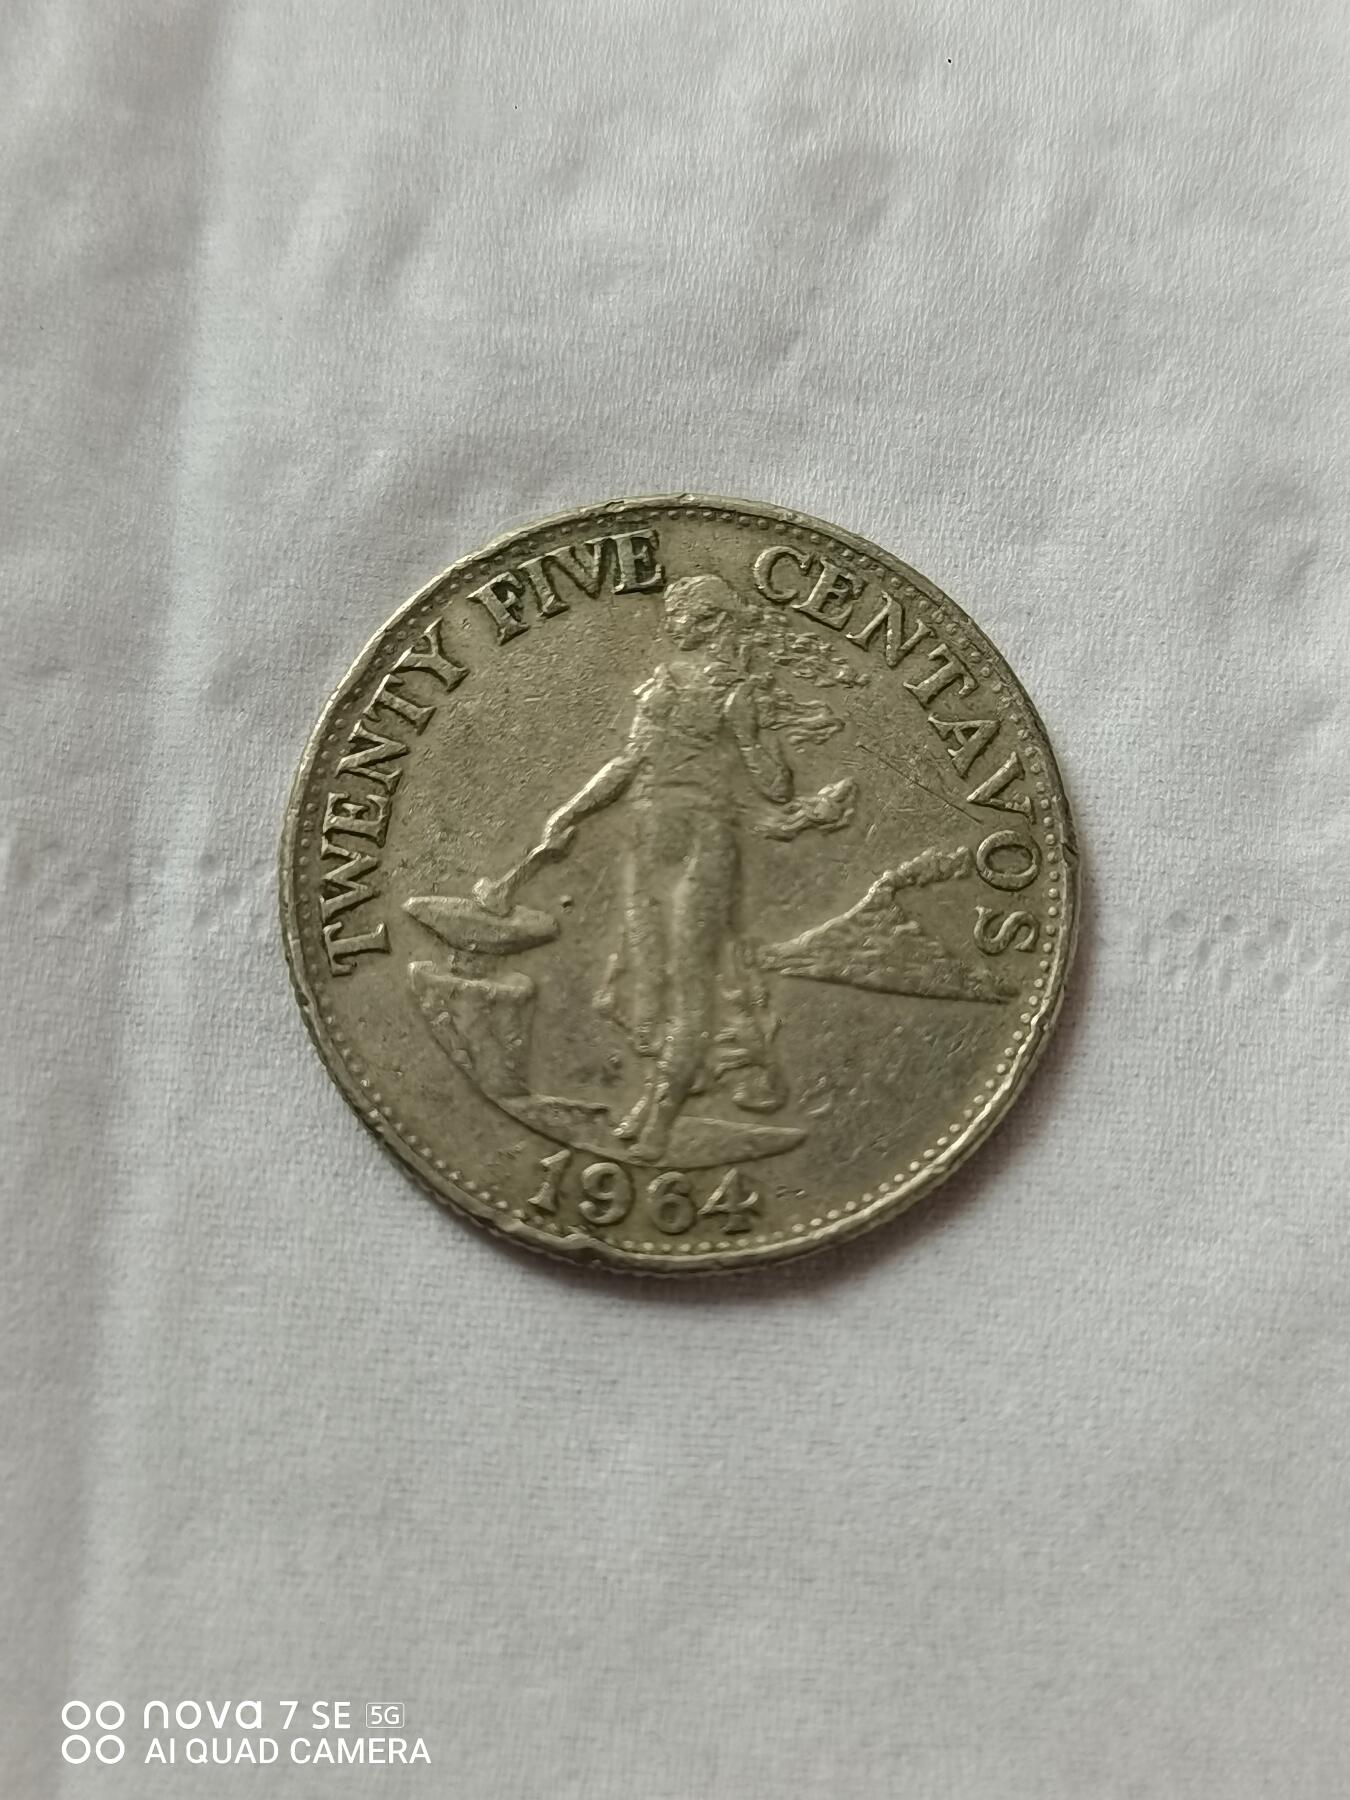 TWENTY FIVE CENTAVOS
1964
nova 7 SE 5G
AI QUAD CAMERA